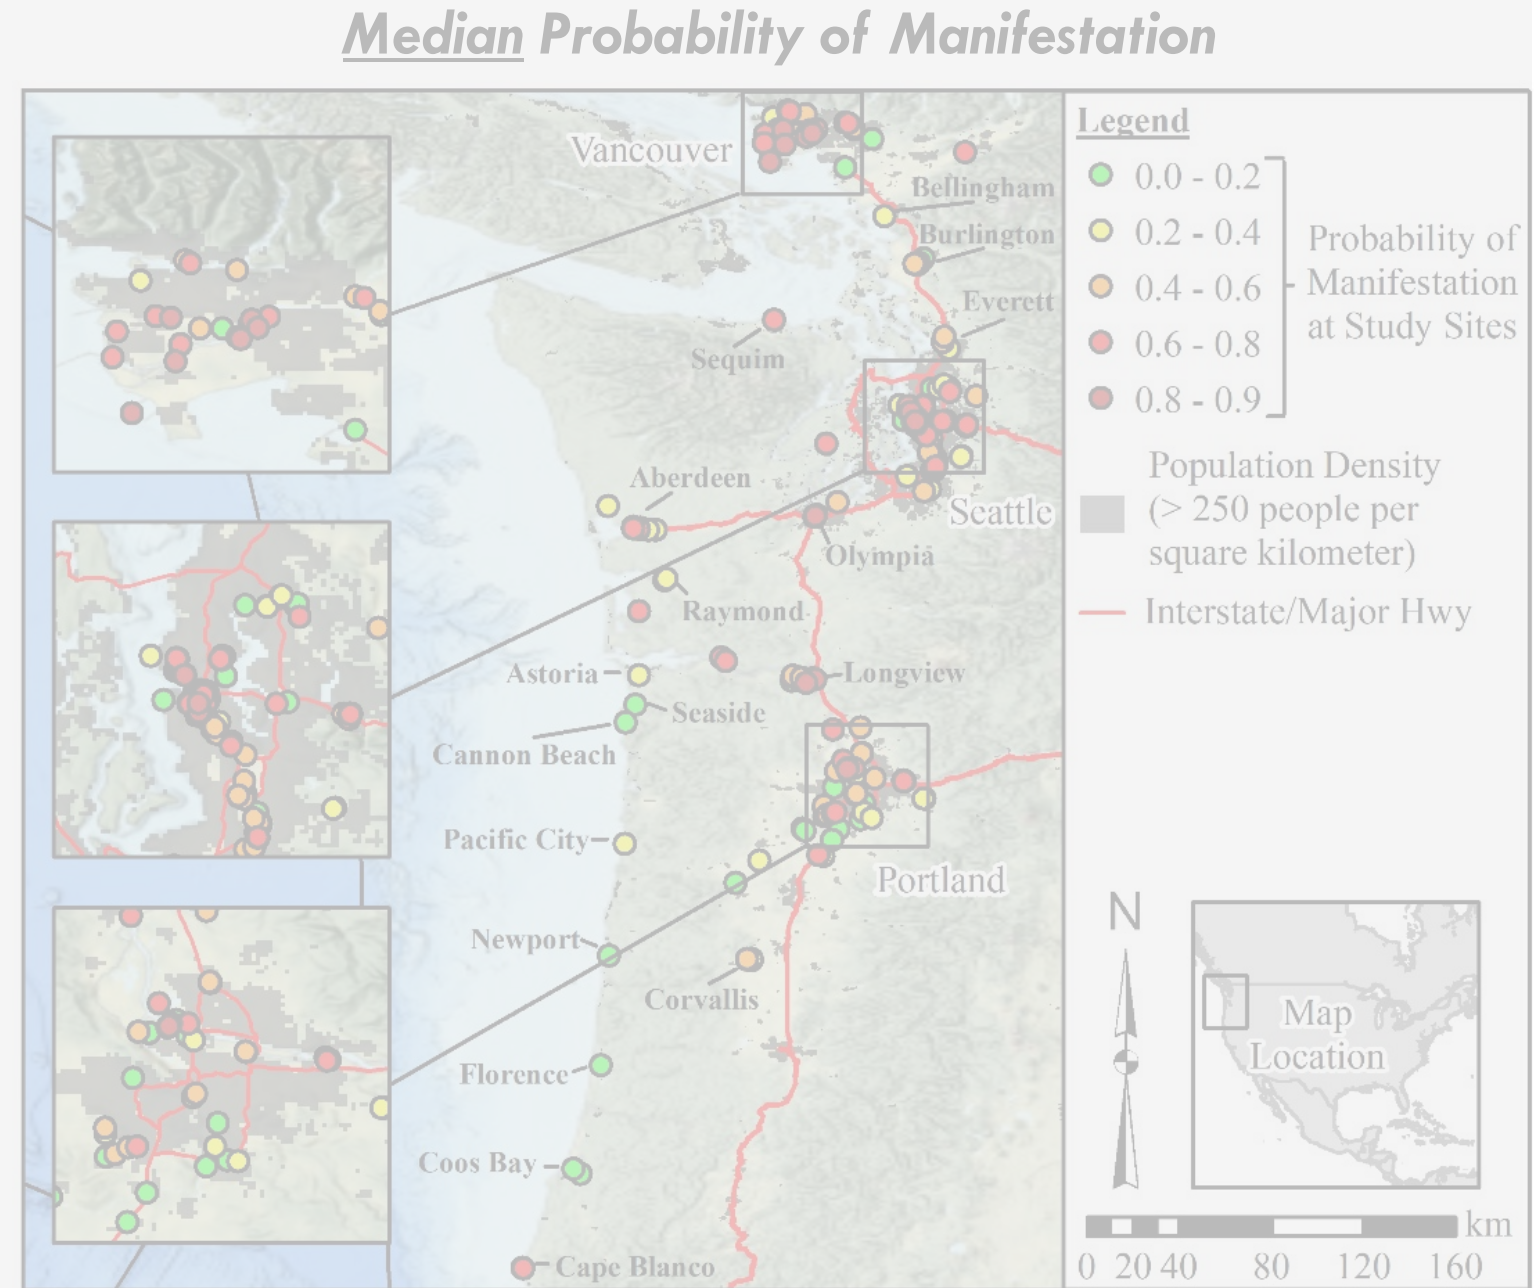 Median Probability of Manifestation
Vancouver
Bellingham
Burlington
Everett
Sequim
Aberdeen
Seattle
Olympia
Raymond
Astoria
Longview
Seaside
Cannon Beach
Pacific City
Portland
Newport
Corvallis
Florence
Coos Bay
Cape Blanco
Legend
0.0 - 0.2
0.2 - 0.4
0.4 - 0.6
0.6 - 0.8
0.8 - 0.9
Probability of
Manifestation
at Study Sites
Population Density
(> 250 people per
square kilometer)
Interstate/Major Hwy
N
Map
Location
km
0 20 40 80 120 160